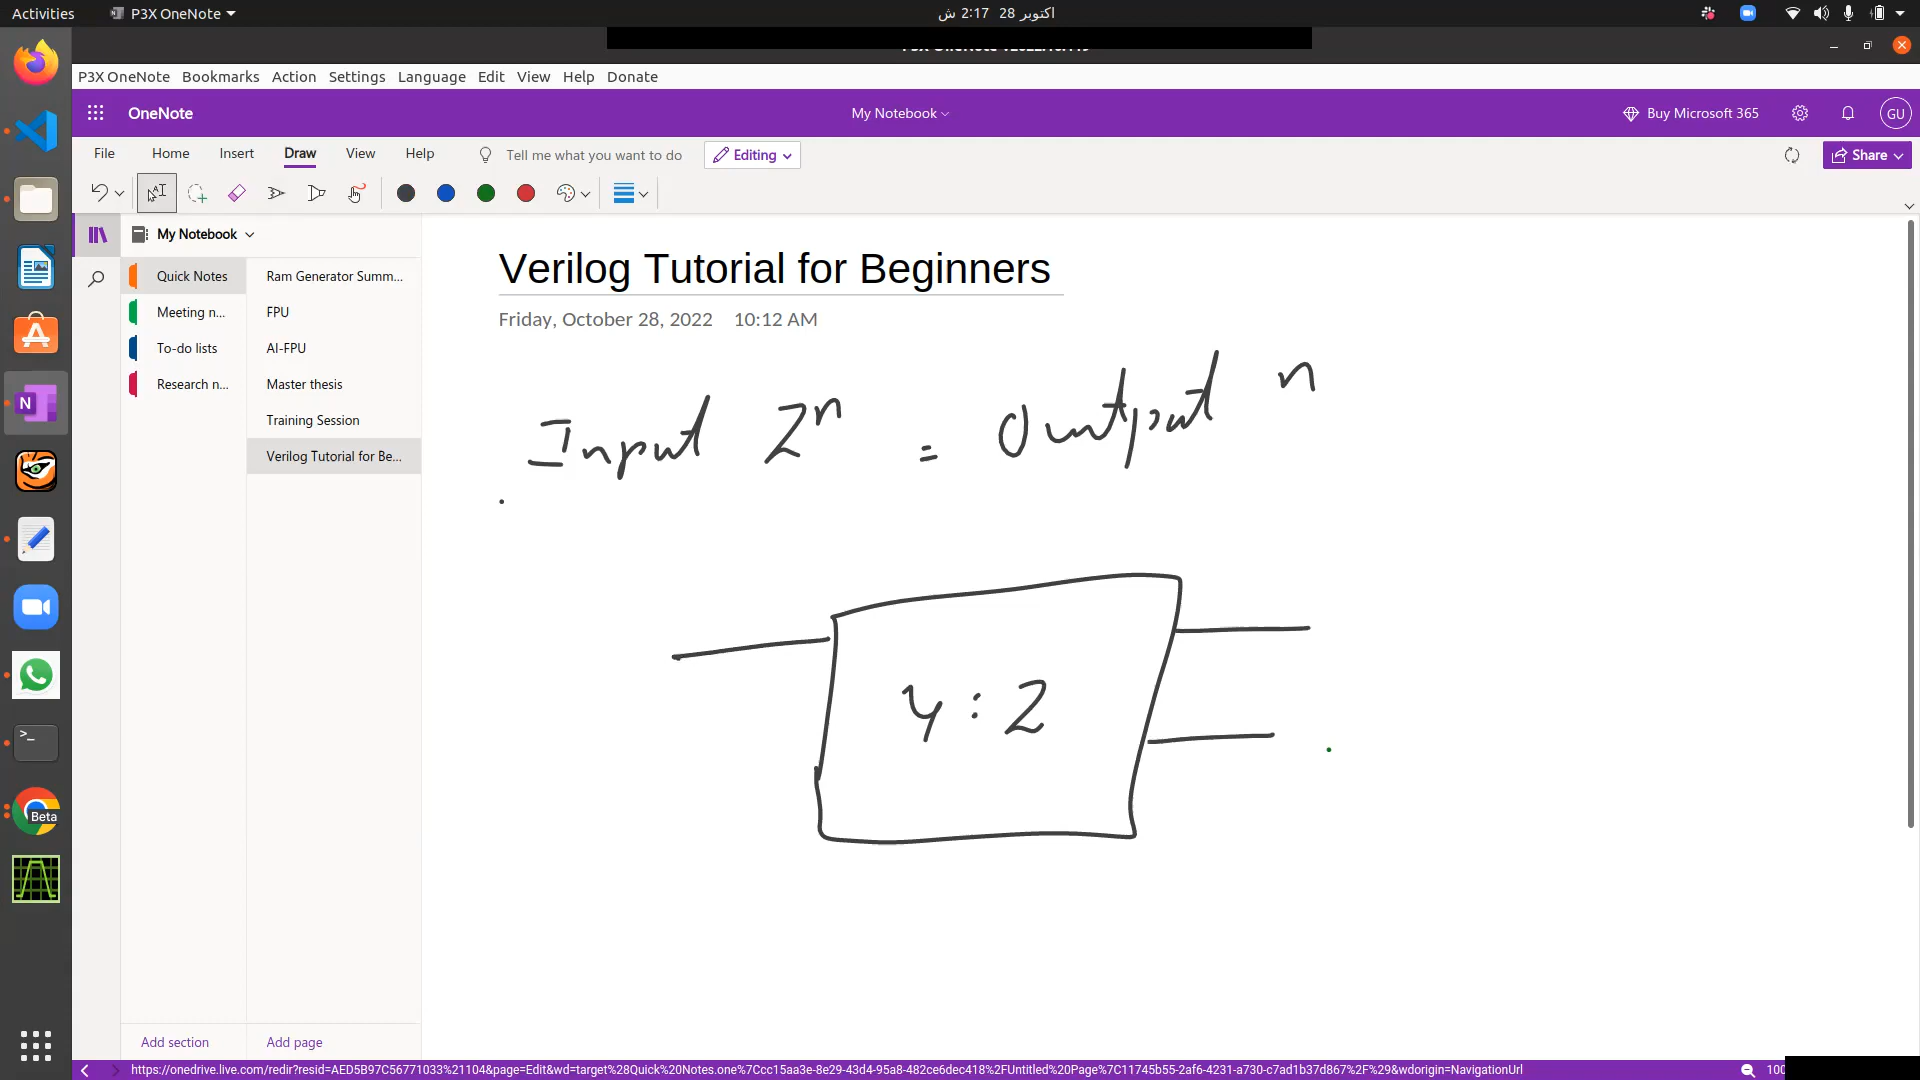 Activities
P3X OneNote
اکتوبر 28  2:17 ش
P3X OneNote Bookmarks Action Settings Language Edit View Help Donate
OneNote
My Notebook
Buy Microsoft 365
GU
File Home Insert Draw View Help
Tell me what you want to do
Editing
Share
My Notebook
Quick Notes
Meeting n...
To-do lists
Research n...
Ram Generator Summ...
FPU
AI-FPU
Master thesis
Training Session
Verilog Tutorial for Be...
Verilog Tutorial for Beginners
Friday, October 28, 2022 10:12 AM
Input 2^n = Output n
4 : 2
Beta
Add section
Add page
https://onedrive.live.com/redir?resid=AED5B97C56771033%21104&page=Edit&wd=target%28Quick%20Notes.one%7Ccc15aa3e-8e29-43d4-95a8-482ce6dec418%2FUntitled%20Page%7C11745b55-2af6-4231-a730-c7ad1b37d867%2F%29&wdorigin=NavigationUrl